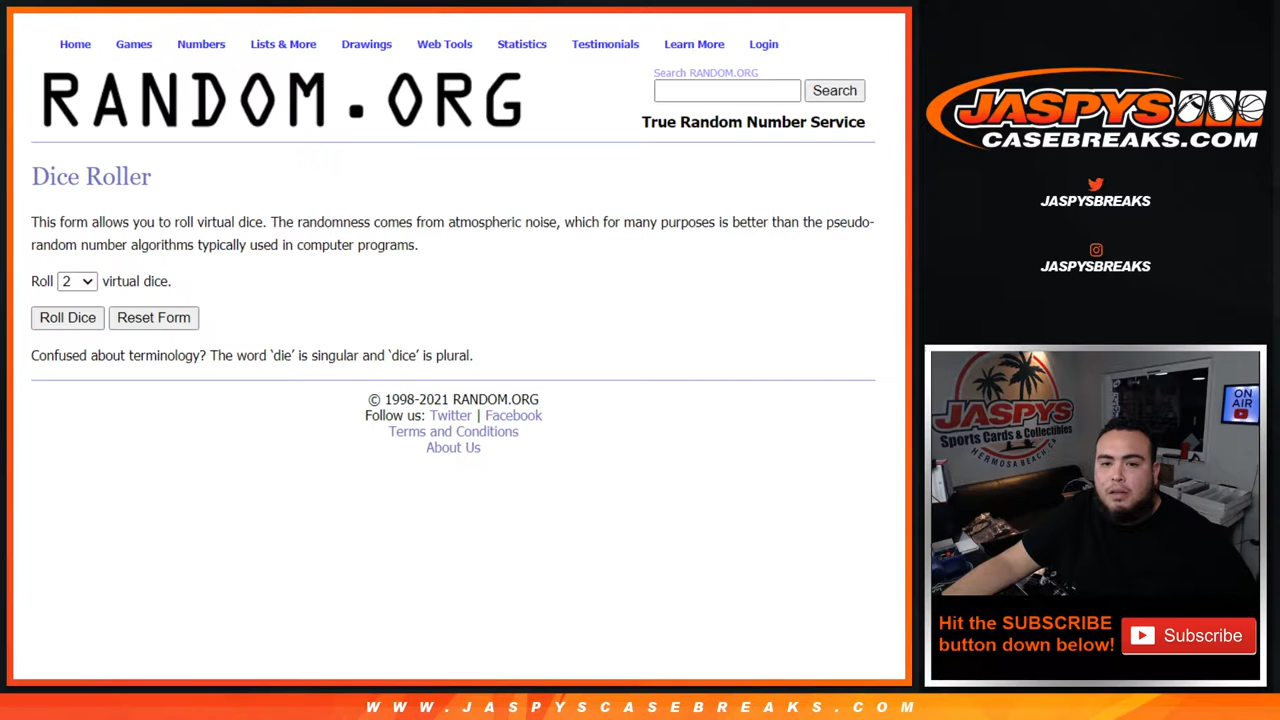 Home Games Numbers Lists & More Drawings Web Tools Statistics Testimonials Learn More Login
RANDOM.ORG
Search RANDOM.ORG
Search
True Random Number Service
Dice Roller
This form allows you to roll virtual dice. The randomness comes from atmospheric noise, which for many purposes is better than the pseudo-
random number algorithms typically used in computer programs.
Roll 2 virtual dice.
Roll Dice Reset Form
Confused about terminology? The word ‘die’ is singular and ‘dice’ is plural.
© 1998-2021 RANDOM.ORG
Follow us: Twitter | Facebook
Terms and Conditions
About Us
JASPYS
CASEBREAKS.COM
JASPYSBREAKS
JASPYSBREAKS
JASPYS
Sports Cards & Collectibles
HERMOSA BEACH, CA
ON
AIR
Hit the SUBSCRIBE
button down below!
Subscribe
WWW.JASPYSCASEBREAKS.COM